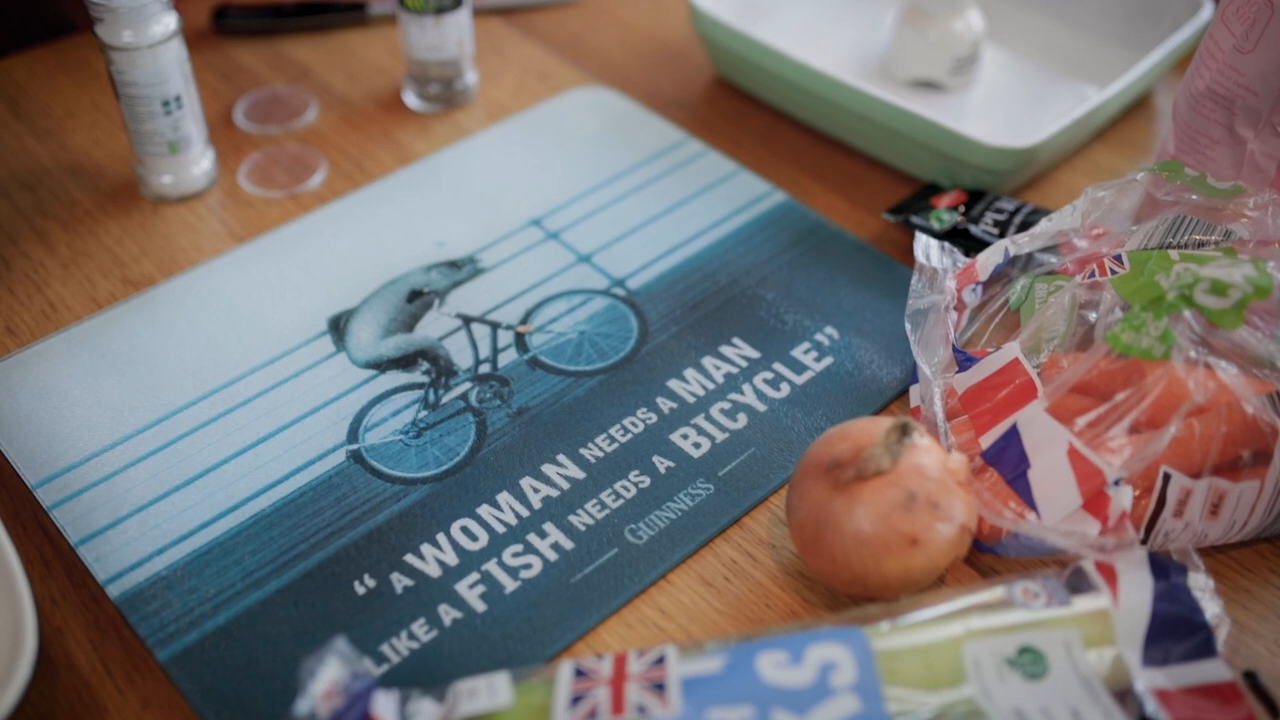 “ A WOMAN NEEDS A MAN
LIKE A FISH NEEDS A BICYCLE”
GUINNESS